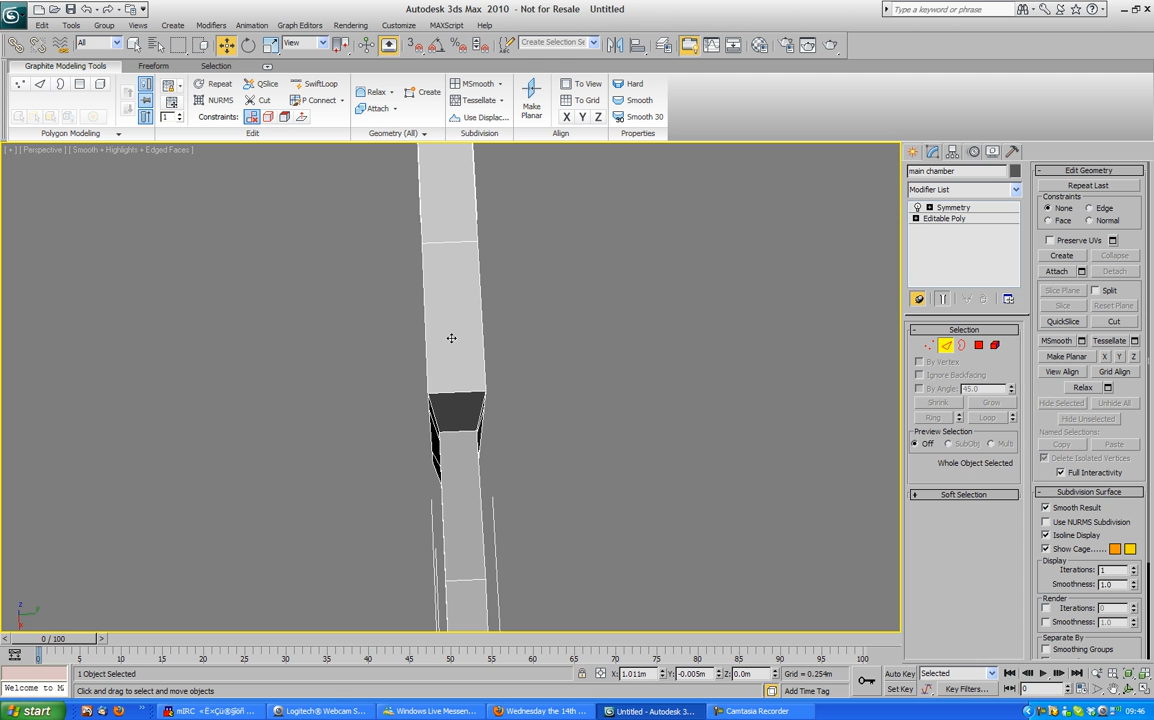 Autodesk 3ds Max 2010 - Not for Resale Untitled
Type a keyword or phrase
Edit Tools Group Views Create Modifiers Animation Graph Editors Rendering Customize MAXScript Help
All View Create Selection Se
Graphite Modeling Tools Freeform Selection
Repeat QSlice SwiftLoop
NURMS Cut P Connect
1 Constraints:
Relax Create
Attach
MSmooth
Tessellate
Use Displac...
Make Planar
To View
To Grid
X Y Z
Hard
Smooth
Smooth 30
Polygon Modeling Edit Geometry (All) Subdivision Align Properties
[ + ] [ Perspective ] [ Smooth + Highlights + Edged Faces ]
main chamber
Modifier List
Symmetry
Editable Poly
Selection
By Vertex
Ignore Backfacing
By Angle: 45.0
Shrink Grow
Ring Loop
Preview Selection
Off SubObj Multi
Whole Object Selected
Soft Selection
Edit Geometry
Repeat Last
Constraints
None Edge
Face Normal
Preserve UVs
Create Collapse
Attach Detach
Slice Plane Split
Slice Reset Plane
QuickSlice Cut
MSmooth Tessellate
Make Planar X Y Z
View Align Grid Align
Relax
Hide Selected Unhide All
Hide Unselected
Named Selections:
Copy Paste
Delete Isolated Vertices
Full Interactivity
Subdivision Surface
Smooth Result
Use NURMS Subdivision
Isoline Display
Show Cage......
Display
Iterations: 1
Smoothness: 1.0
Render
Iterations: 0
Smoothness: 1.0
Separate By
Smoothing Groups
z y x
0 / 100
0 5 10 15 20 25 30 35 40 45 50 55 60 65 70 75 80 85 90 95 100
1 Object Selected X: 1.011m Y: -0.005m Z: 0.0m Grid = 0.254m Auto Key Selected
Welcome to M Click and drag to select and move objects Add Time Tag Set Key Key Filters... 0
start Logitech® Webcam S... Windows Live Messen... Wednesday the 14th ... Untitled - Autodesk 3... Camtasia Recorder 09:46